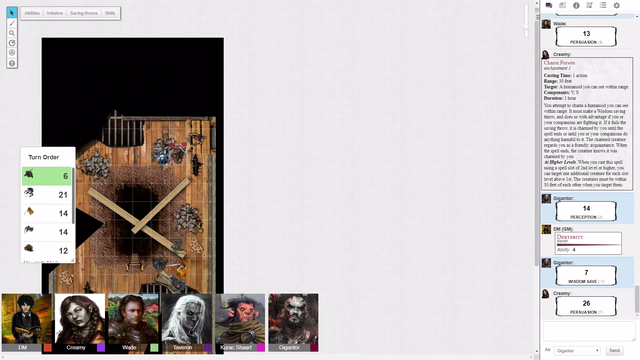 Abilities Initiative Saving throws Skills
Turn Order
6
21
14
14
12
DM
Creamy
Wade
Taveron
Kurac Shaart
Gigantor
Wade:
13
PERSUASION
Creamy:
Charm Person
enchantment 1
Casting Time: 1 action
Range: 30 feet
Target: A humanoid you can see within range
Components: V, S
Duration: 1 hour
You attempt to charm a humanoid you can see within
range. It must make a Wisdom saving
throw, and does so with advantage if you or
your companions are fighting it. If it fails the
saving throw, it is charmed by you until the
spell ends or until you or your companions do anything
harmful to it. The charmed creature
regards you as a friendly acquaintance. When
the spell ends, the creature knows it was
charmed by you.
At Higher Levels. When you cast this spell
using a spell slot of 2nd level or higher, you
can target one additional creature for each slot
level above 1st. The creatures must be within
30 feet of each other when you target them.
Gigantor:
14
PERCEPTION
DM (GM):
DEXTERITY
Ability: 4
Gigantor:
7
WISDOM SAVE
Creamy:
26
PERSUASION
As Gigantor Send